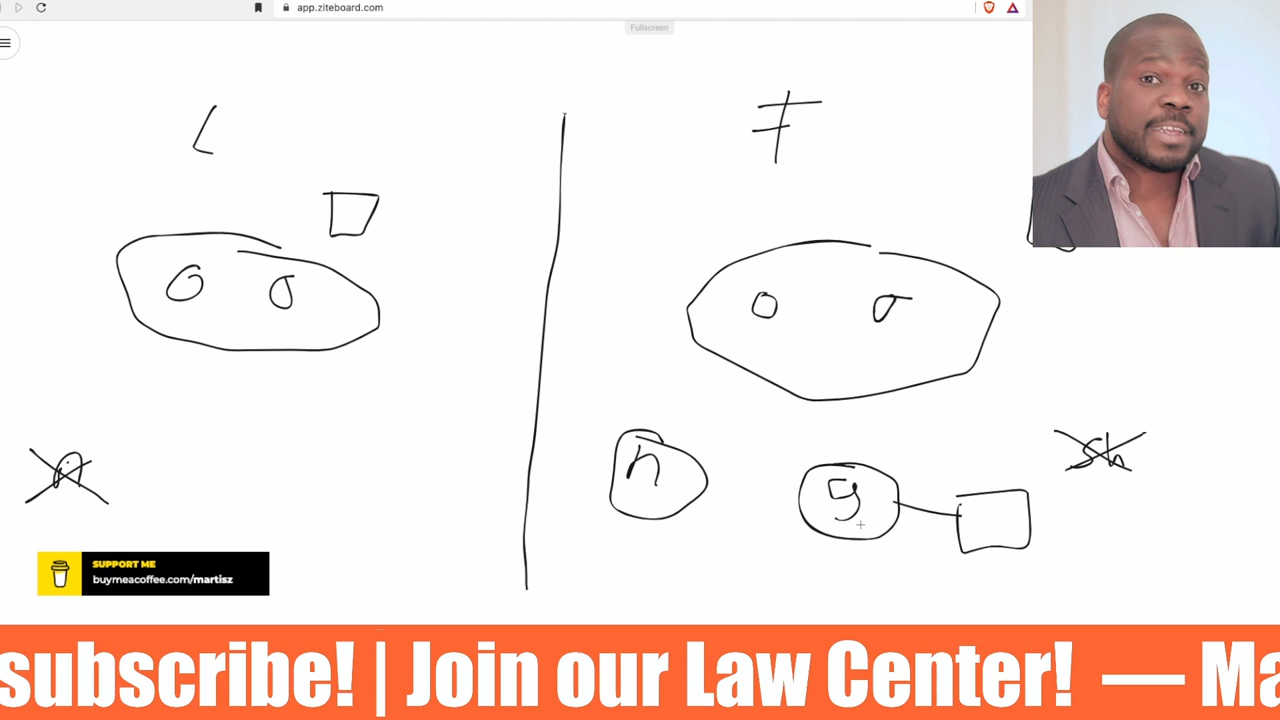 app.ziteboard.com
Fullscreen
L
F
n
g
sh
SUPPORT ME
buymeacoffee.com/martisz
subscribe! | Join our Law Center! — Ma